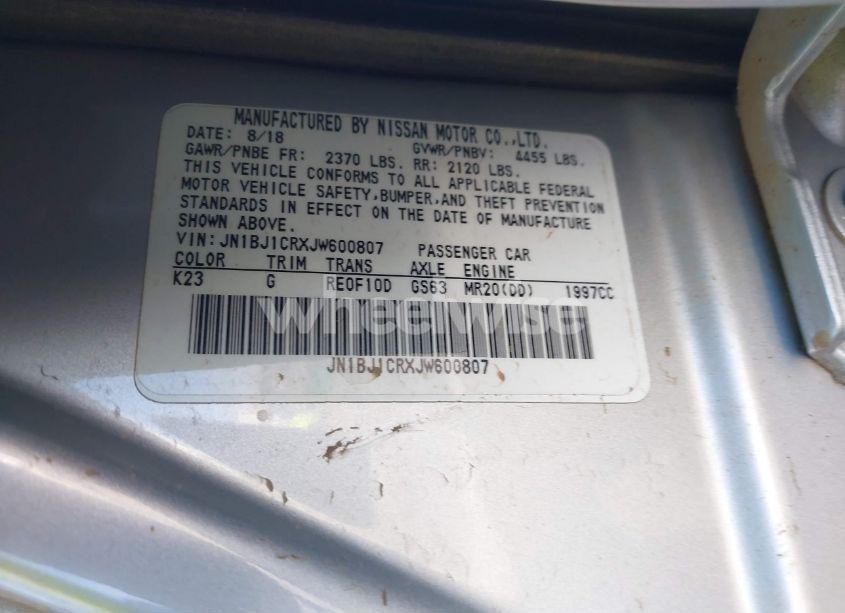 MANUFACTURED BY NISSAN MOTOR CO.,LTD.
DATE: 8/18 GVWR/PNBV: 4455 LBS.
GAWR/PNBE FR: 2370 LBS. RR: 2120 LBS.
THIS VEHICLE CONFORMS TO ALL APPLICABLE FEDERAL
MOTOR VEHICLE SAFETY,BUMPER,AND THEFT PREVENTION
STANDARDS IN EFFECT ON THE DATE OF MANUFACTURE
SHOWN ABOVE.
VIN: JN1BJ1CRXJW600807 PASSENGER CAR
COLOR TRIM TRANS AXLE ENGINE
K23 G RE0F10D GS63 MR20(DD) 1997CC
wheelwise
JN1BJ1CRXJW600807